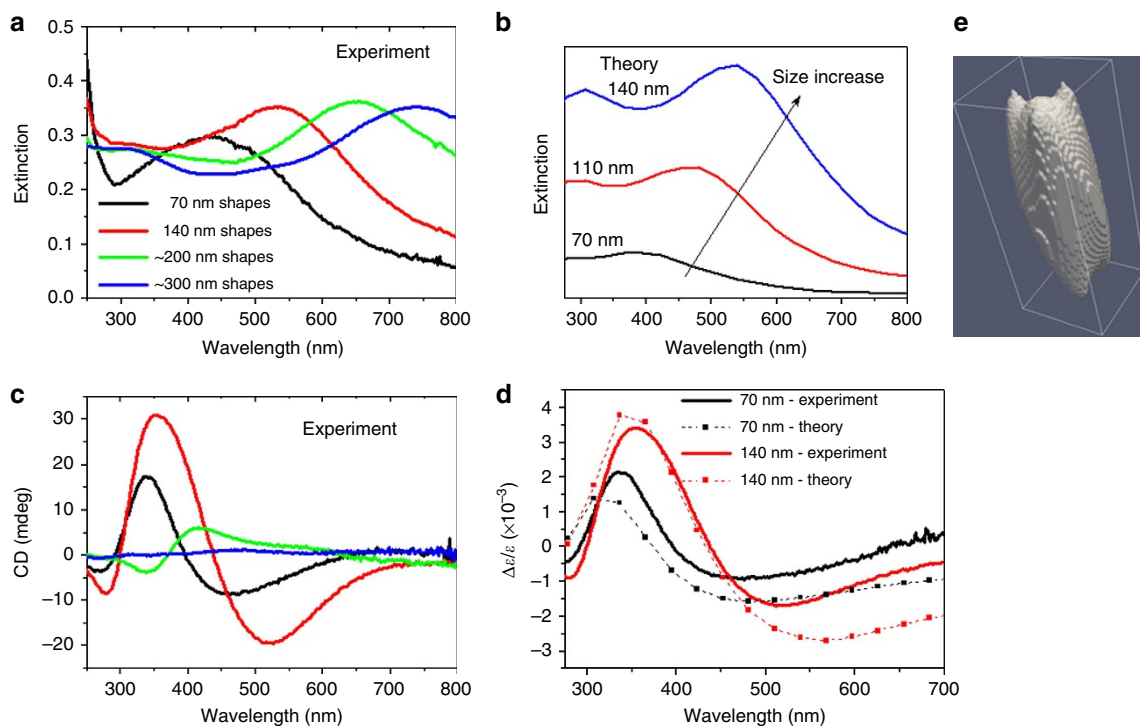 a
Experiment
0.5
0.4
0.3
0.2
0.1
0.0
Extinction
70 nm shapes
140 nm shapes
~200 nm shapes
~300 nm shapes
300 400 500 600 700 800
Wavelength (nm)
b
Theory
140 nm
Size increase
110 nm
70 nm
Extinction
300 400 500 600 700 800
Wavelength (nm)
e
c
Experiment
30
20
10
0
–10
–20
CD (mdeg)
300 400 500 600 700 800
Wavelength (nm)
d
70 nm - experiment
70 nm - theory
140 nm - experiment
140 nm - theory
4
3
2
1
0
–1
–2
–3
Δε/ε (×10⁻³)
300 400 500 600 700
Wavelength (nm)